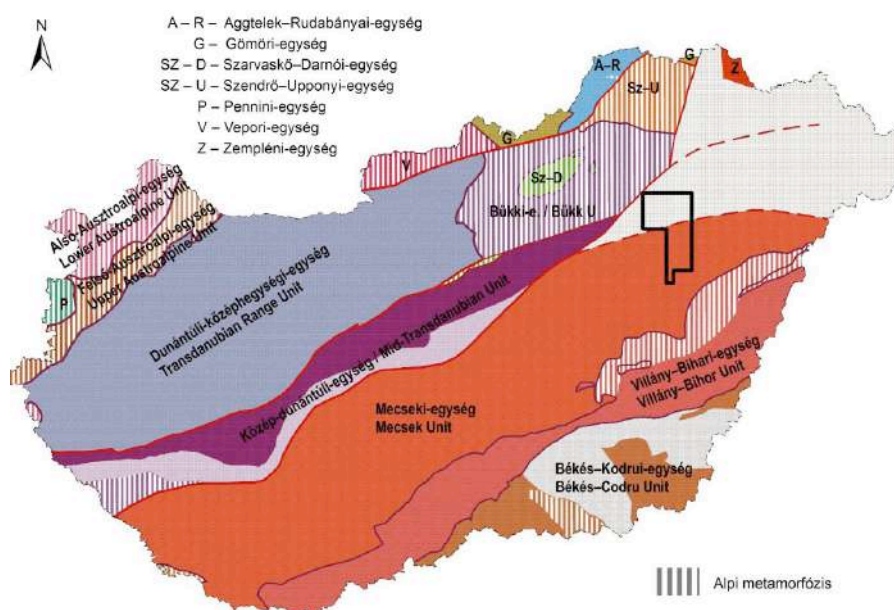 N
A – R – Aggtelek–Rudabányai-egység
G – Gömöri-egység
SZ – D – Szarvaskő–Darnói-egység
SZ – U – Szendrő–Upponyi-egység
P – Pennini-egység
V – Vepori-egység
Z – Zempléni-egység
A–R
G
Z
Sz–U
G
V
Sz–D
Bükki-e. / Bükk U
Alsó-Ausztroalpi-egység
Lower Austroalpine Unit
Felső-Ausztroalpi-egység
Upper Austroalpine Unit
P
Dunántúli-középhegységi-egység
Transdanubian Range Unit
Közép-dunántúli-egység / Mid-Transdanubian Unit
Villány–Bihari-egység
Villány–Bihor Unit
Mecseki-egység
Mecsek Unit
Békés–Kodrui-egység
Békés–Codru Unit
Alpi metamorfózis